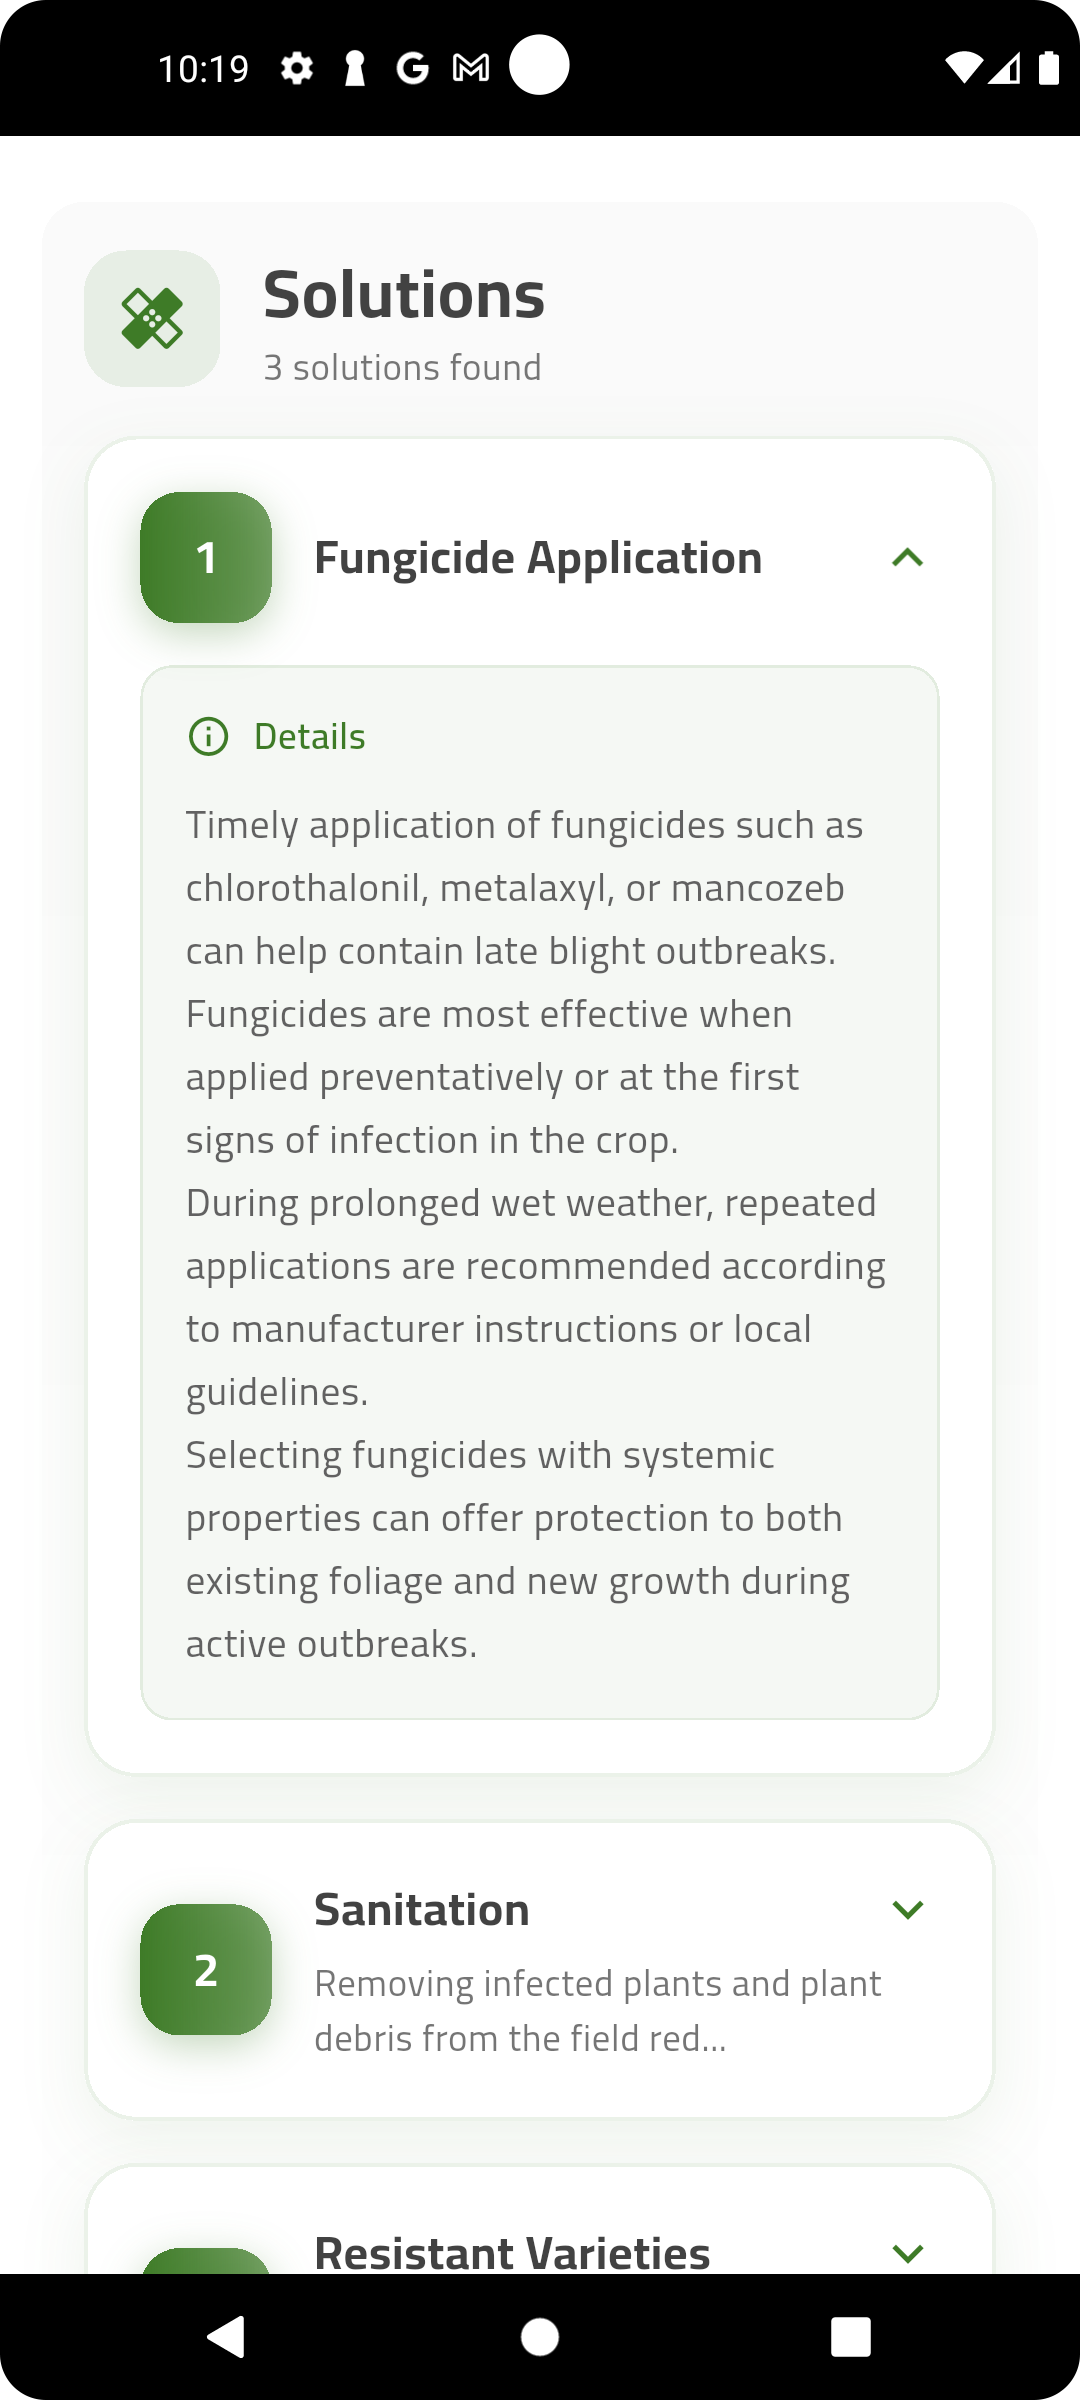 10:19
Solutions
3 solutions found
1
Fungicide Application
Details
Timely application of fungicides such as
chlorothalonil, metalaxyl, or mancozeb
can help contain late blight outbreaks.
Fungicides are most effective when
applied preventatively or at the first
signs of infection in the crop.
During prolonged wet weather, repeated
applications are recommended according
to manufacturer instructions or local
guidelines.
Selecting fungicides with systemic
properties can offer protection to both
existing foliage and new growth during
active outbreaks.
2
Sanitation
Removing infected plants and plant
debris from the field red...
Resistant Varieties